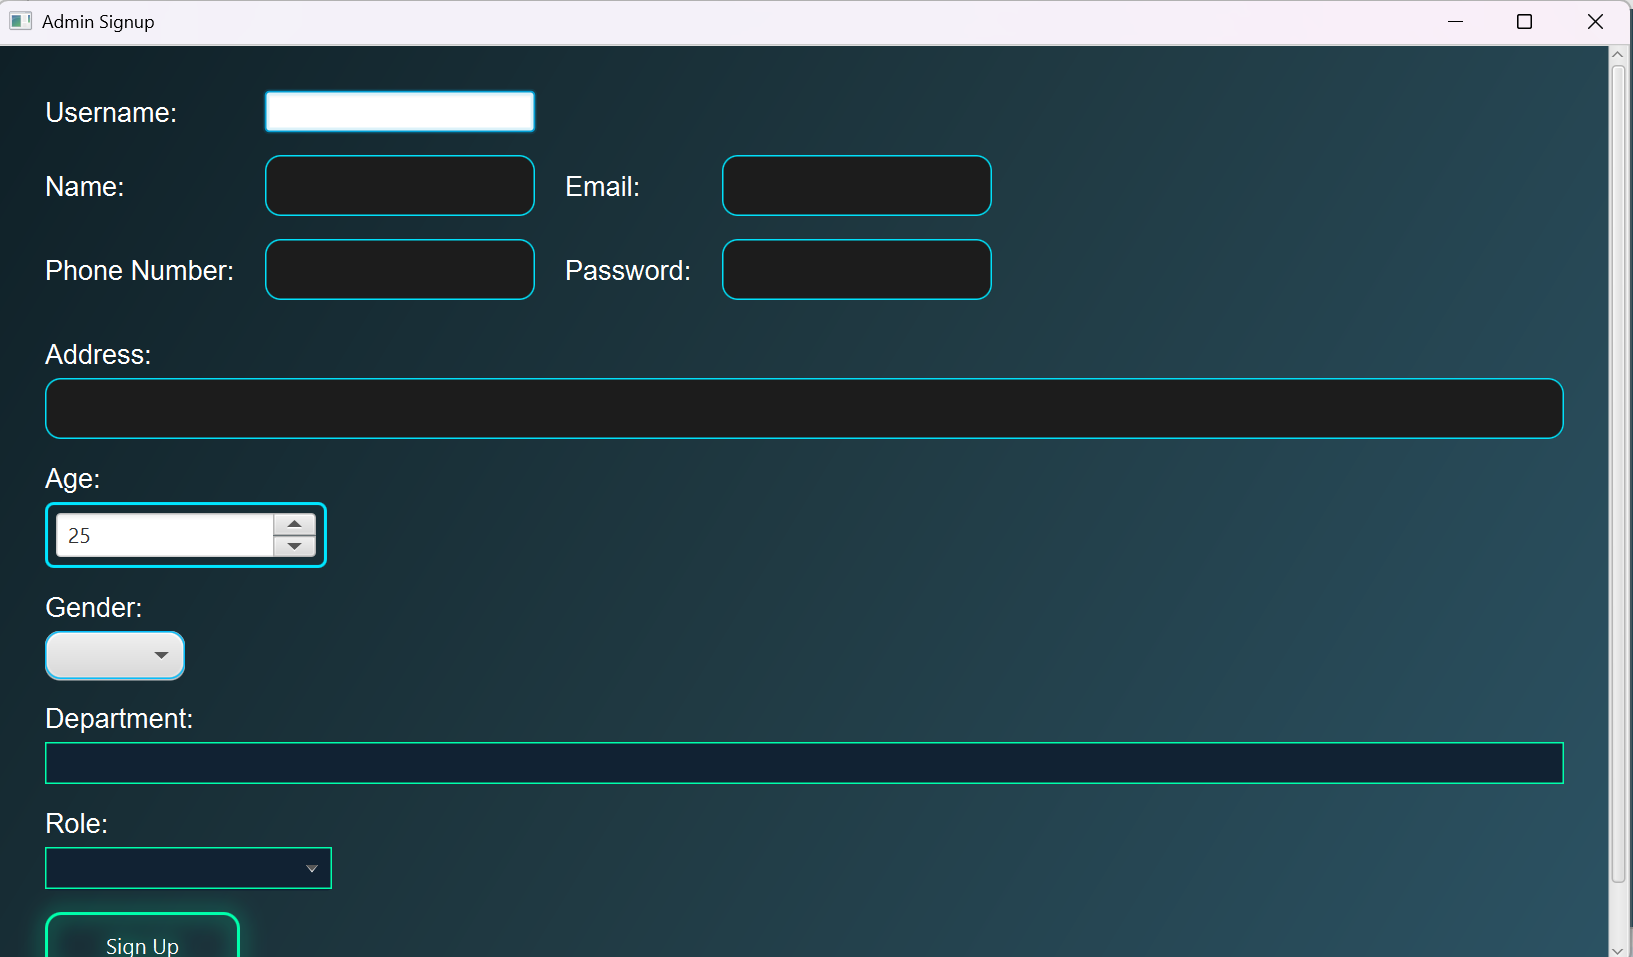 Admin Signup
Username:
Name:
Email:
Phone Number:
Password:
Address:
Age:
25
Gender:
Department:
Role:
Sign Up